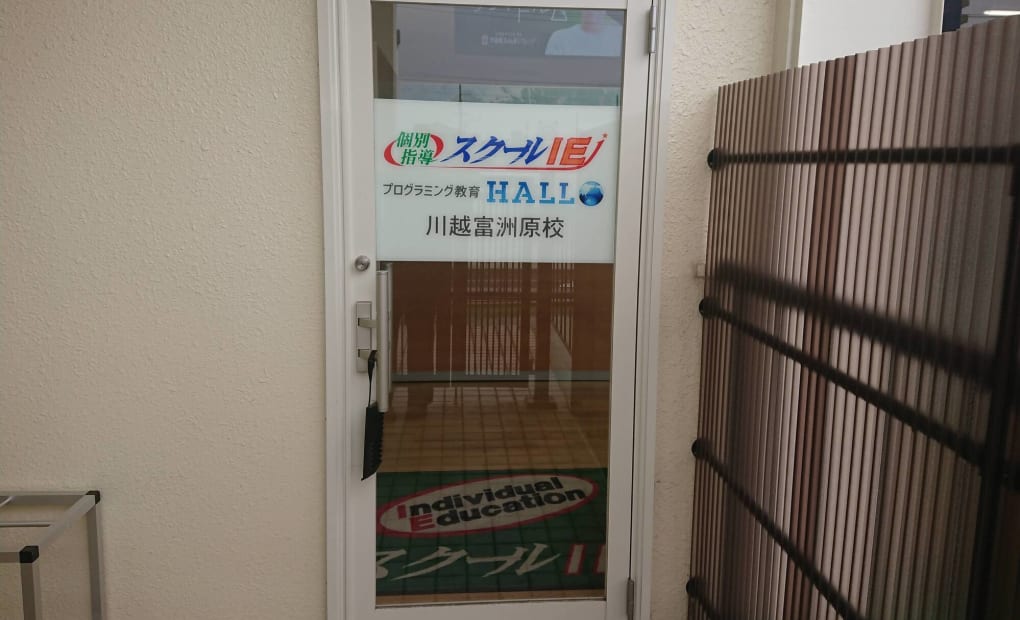 個別
指導
スクールIE
プログラミング教育 HALLO
川越富洲原校
Individual
Education
スクールI